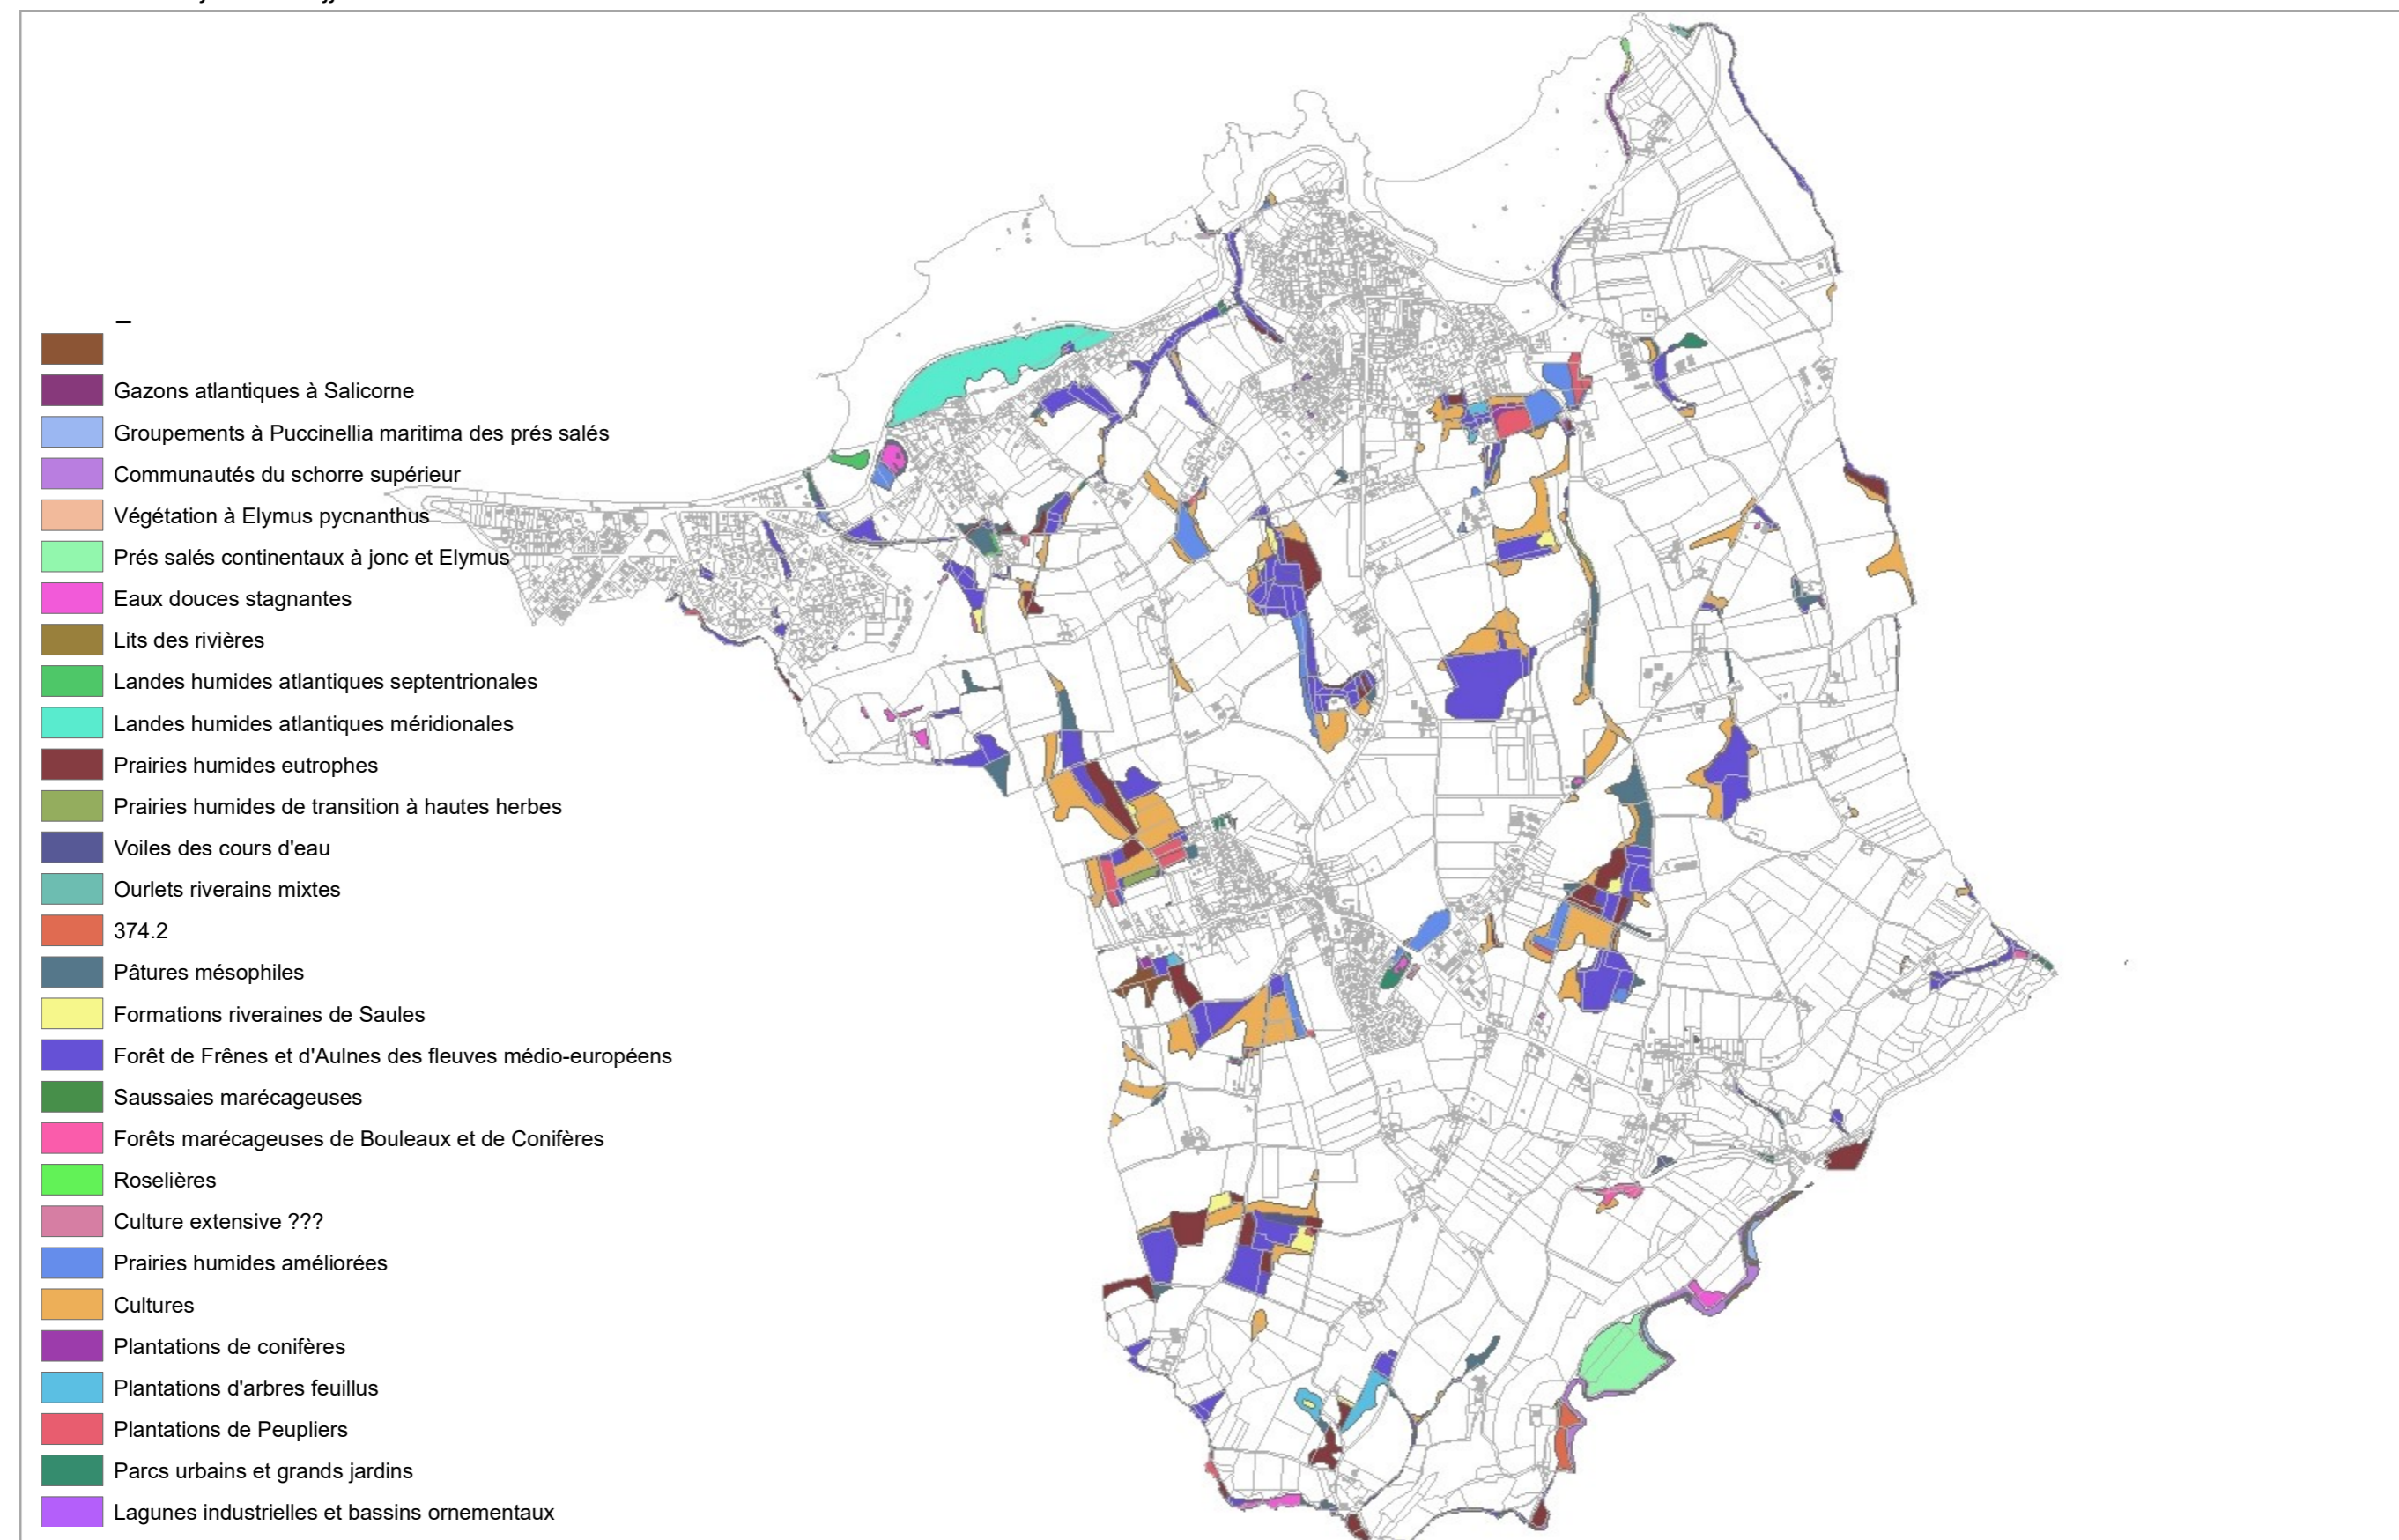 –
Gazons atlantiques à Salicorne
Groupements à Puccinellia maritima des prés salés
Communautés du schorre supérieur
Végétation à Elymus pycnanthus
Prés salés continentaux à jonc et Elymus
Eaux douces stagnantes
Lits des rivières
Landes humides atlantiques septentrionales
Landes humides atlantiques méridionales
Prairies humides eutrophes
Prairies humides de transition à hautes herbes
Voiles des cours d'eau
Ourlets riverains mixtes
374.2
Pâtures mésophiles
Formations riveraines de Saules
Forêt de Frênes et d'Aulnes des fleuves médio-européens
Saussaies marécageuses
Forêts marécageuses de Bouleaux et de Conifères
Roselières
Culture extensive ???
Prairies humides améliorées
Cultures
Plantations de conifères
Plantations d'arbres feuillus
Plantations de Peupliers
Parcs urbains et grands jardins
Lagunes industrielles et bassins ornementaux